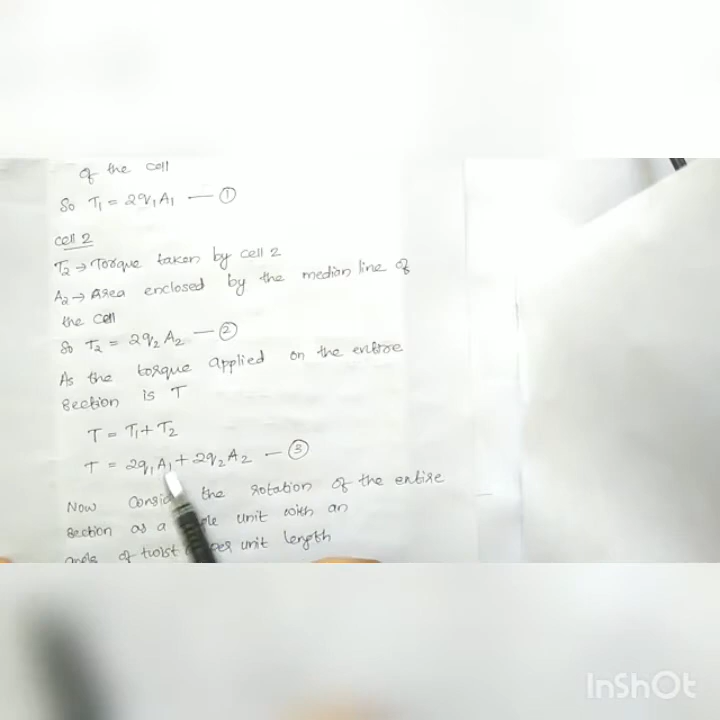 of the cell
So T₁ = 2q₁A₁ — ①
cell 2
T₂ → Torque taken by cell 2
A₂ → Area enclosed by the median line of
the cell
So T₂ = 2q₂A₂ — ②
As the torque applied on the entire
section is T
T = T₁ + T₂
T = 2q₁A₁ + 2q₂A₂ — ③
Now the rotation of the entire
section as a unit with an
of twist per unit length
InShOt